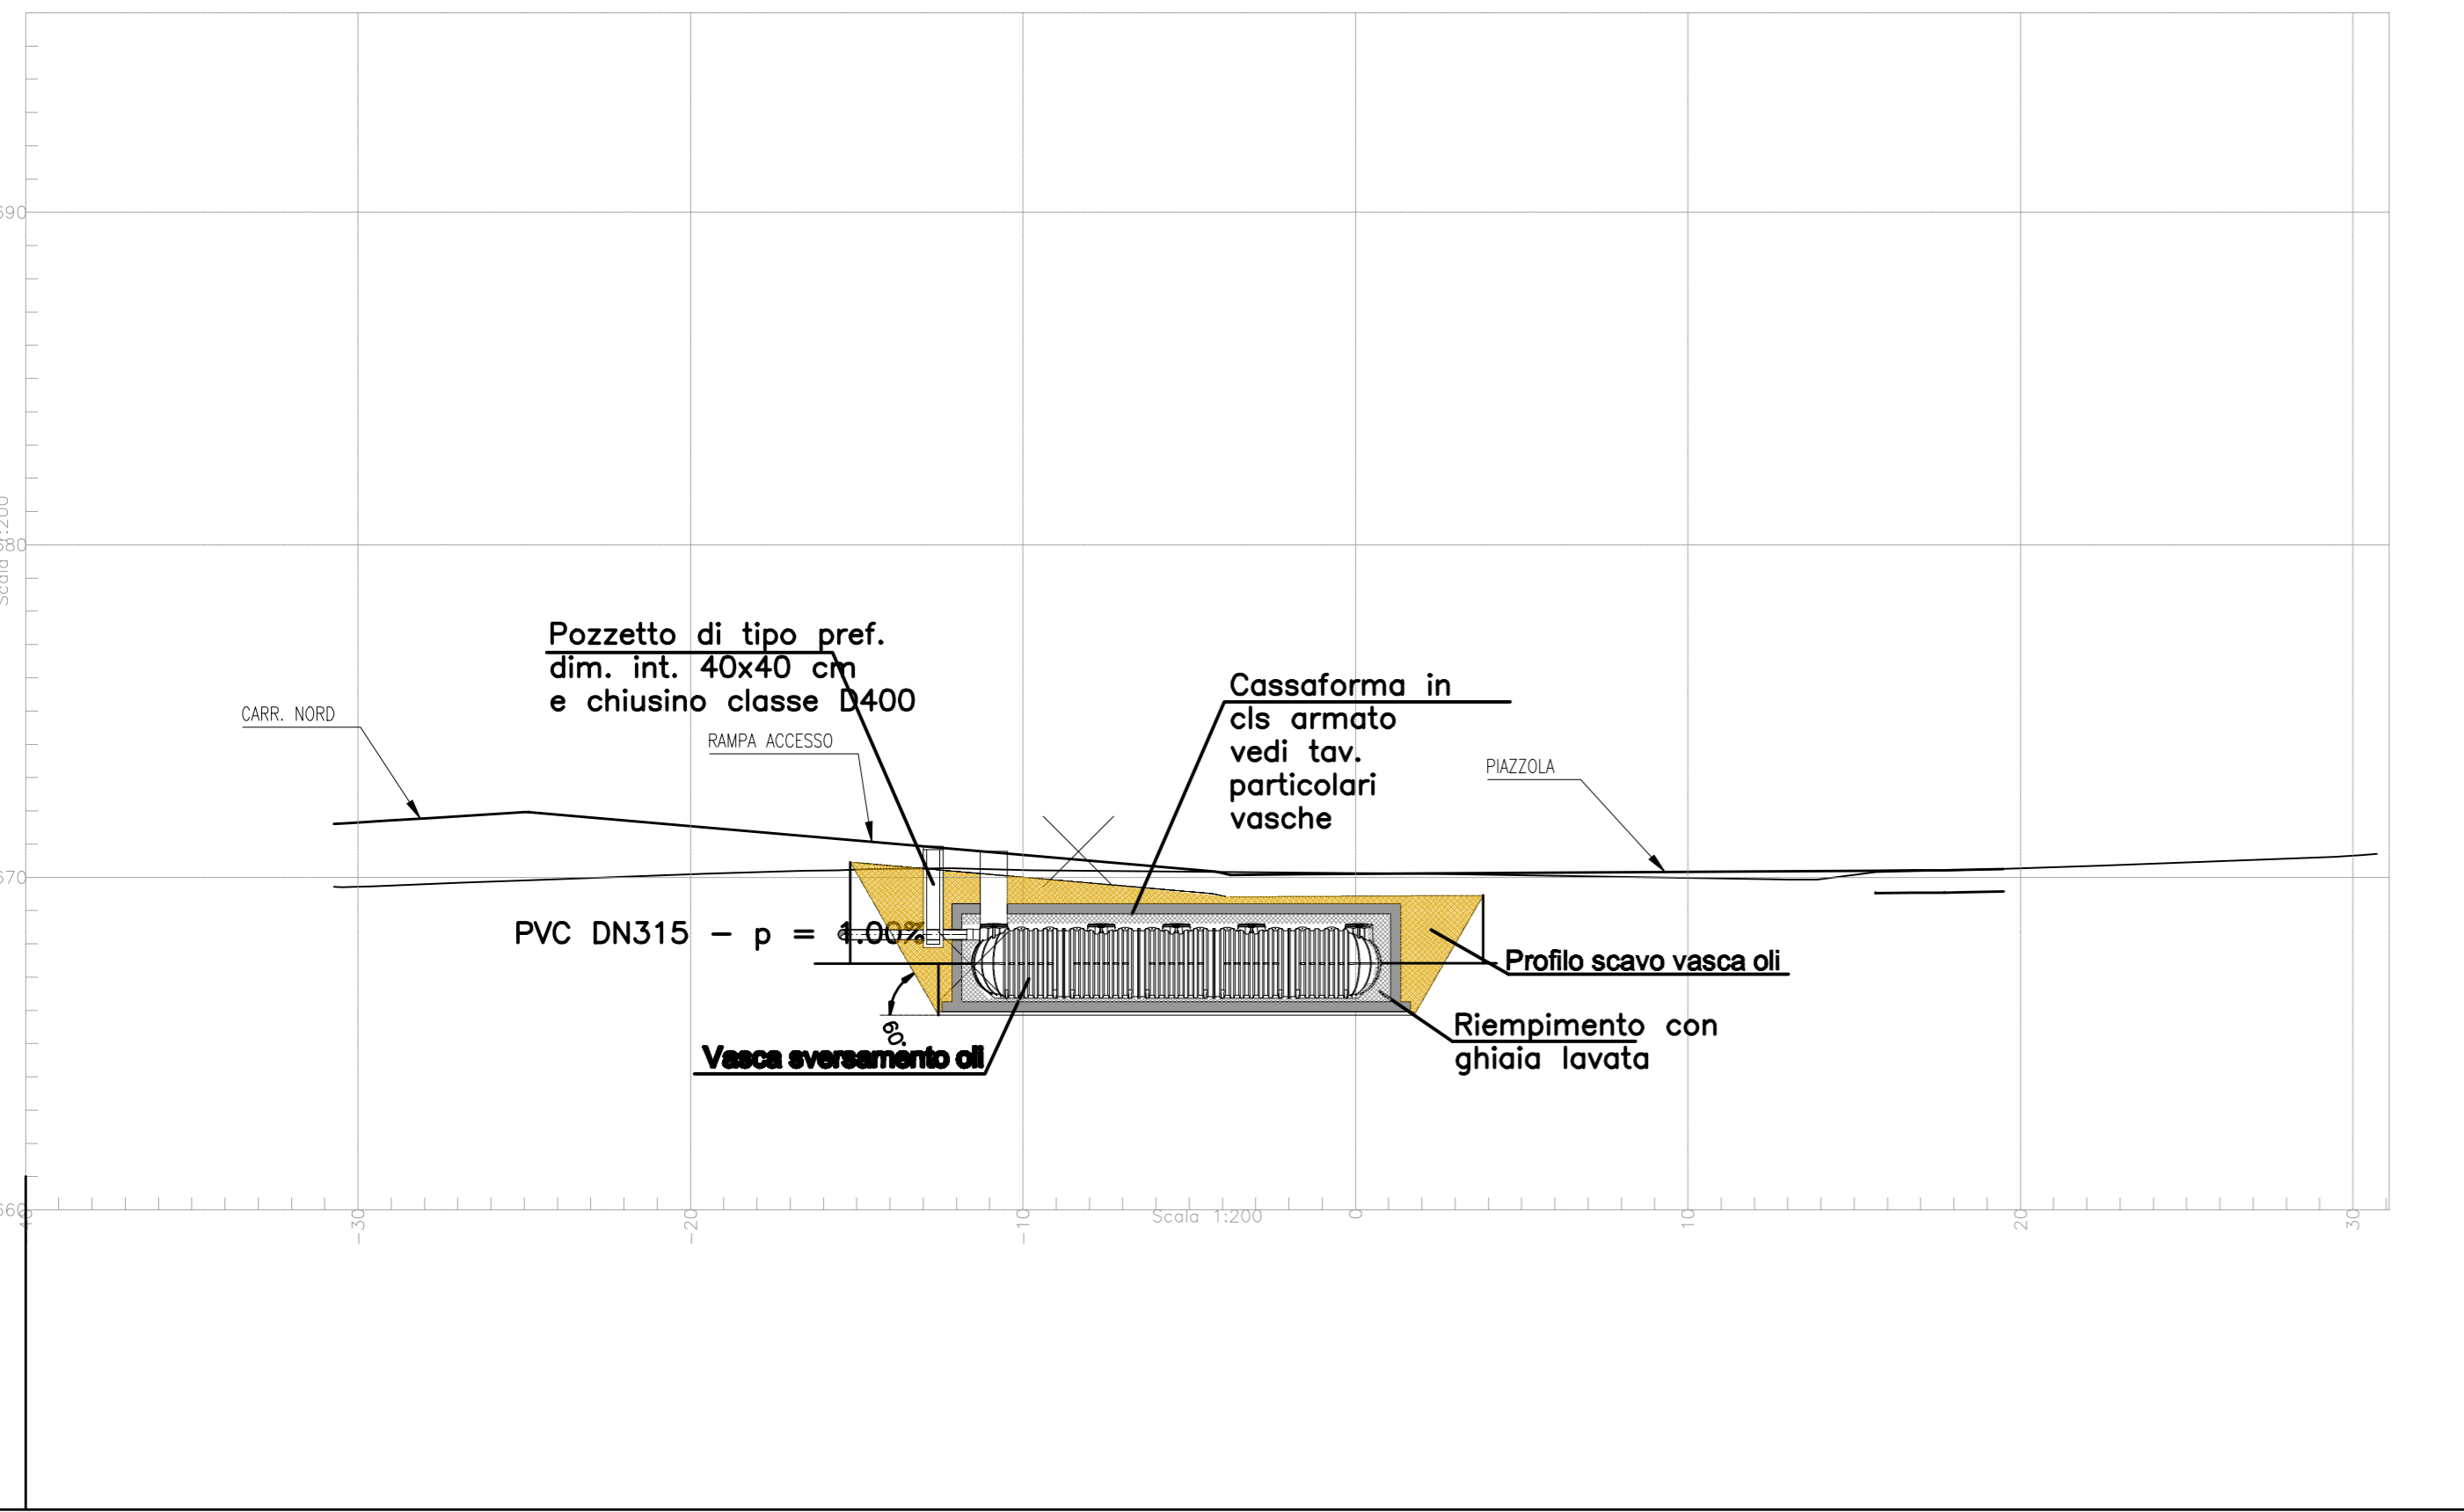 690
Scala 1:200
680
Pozzetto di tipo pref.
dim. int. 40x40 cm
e chiusino classe D400
Cassaforma in
cls armato
vedi tav.
particolari
vasche
CARR. NORD
RAMPA ACCESSO
PIAZZOLA
670
PVC DN315 - p = 1.00%
Profilo scavo vasca oli
60°
Riempimento con
ghiaia lavata
Vasca sversamento oli
660
-30
-20
-10
Scala 1:200
0
10
20
30